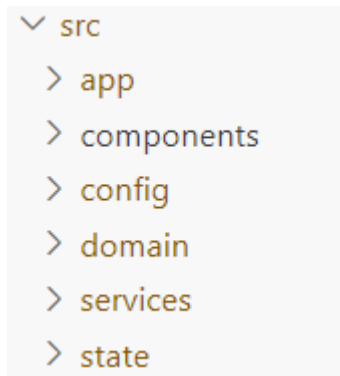 src
app
components
config
domain
services
state